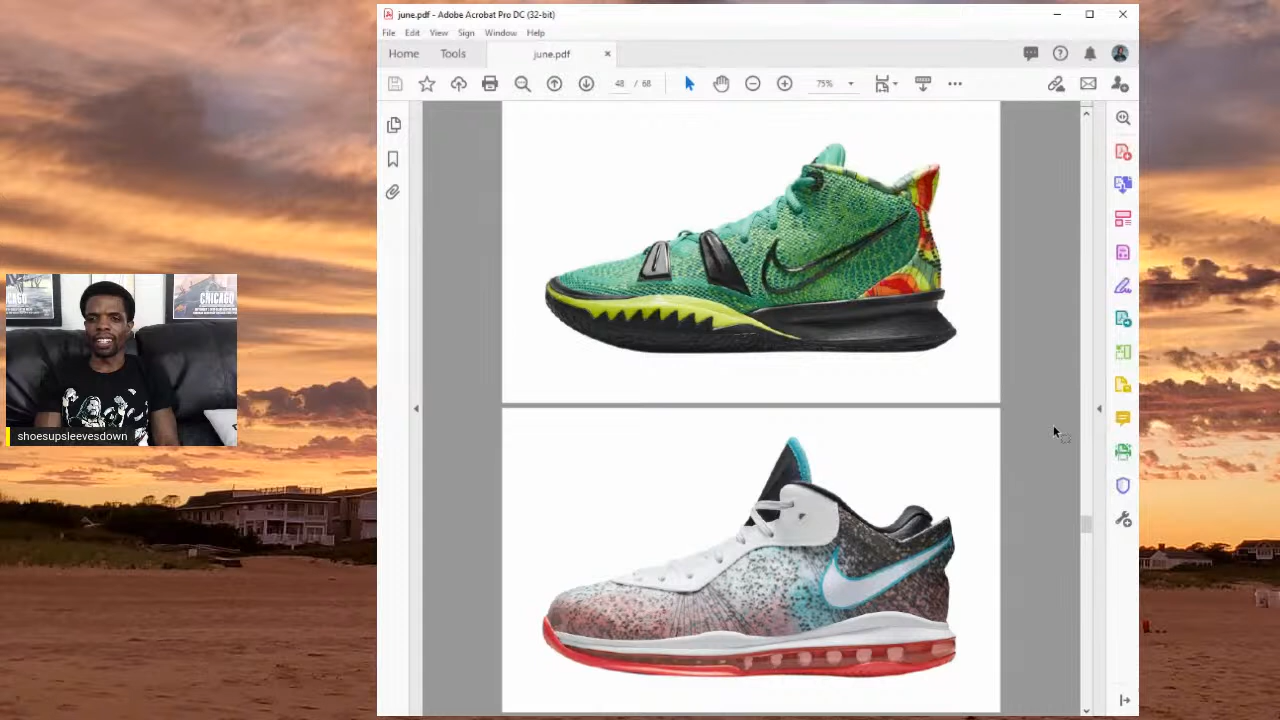 june.pdf - Adobe Acrobat Pro DC (32-bit)
File Edit View Sign Window Help
Home Tools june.pdf
48 / 68 75%
CHICAGO
CHICAGO
shoesupsleevesdown